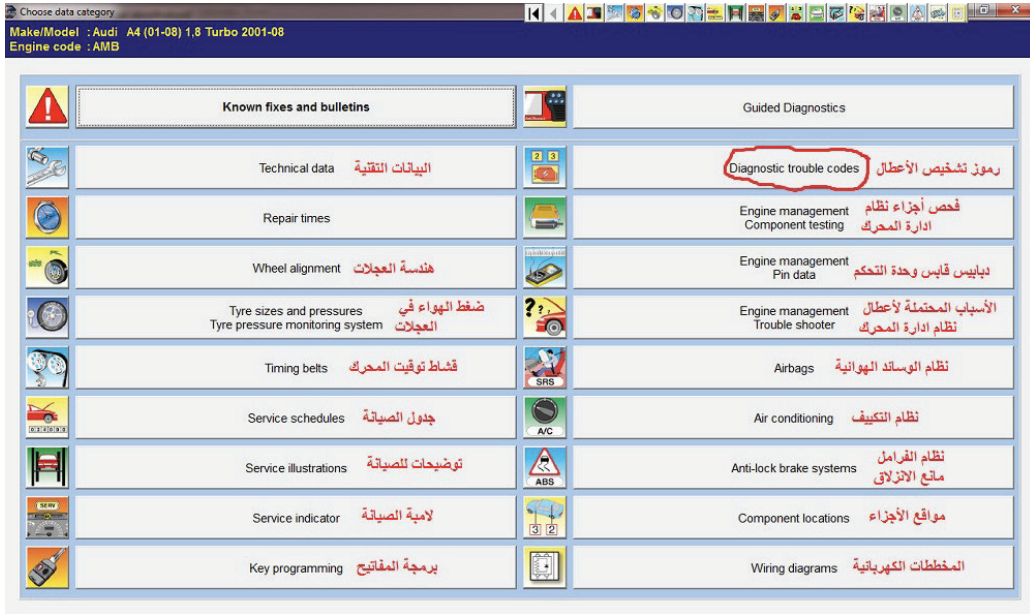 Choose data category
Make/Model : Audi A4 (01-08) 1,8 Turbo 2001-08
Engine code : AMB
Known fixes and bulletins
Guided Diagnostics
Technical data البيانات التقنية
Diagnostic trouble codes رموز تشخيص الأعطال
Repair times
Engine management فحص أجزاء نظام
Component testing ادارة المحرك
Wheel alignment هندسة العجلات
Engine management
Pin data دبابيس قابس وحدة التحكم
Tyre sizes and pressures ضغط الهواء في
Tyre pressure monitoring system العجلات
Engine management الأسباب المحتملة لأعطال
Trouble shooter نظام ادارة المحرك
Timing belts قشاط توقيت المحرك
SRS
Airbags نظام الوسائد الهوائية
Service schedules جدول الصيانة
A/C
Air conditioning نظام التكييف
Service illustrations توضيحات للصيانة
ABS
Anti-lock brake systems نظام الفرامل
مانع الانزلاق
SERV
Service indicator لامبة الصيانة
3 2
Component locations مواقع الأجزاء
Key programming برمجة المفاتيح
Wiring diagrams المخططات الكهربائية